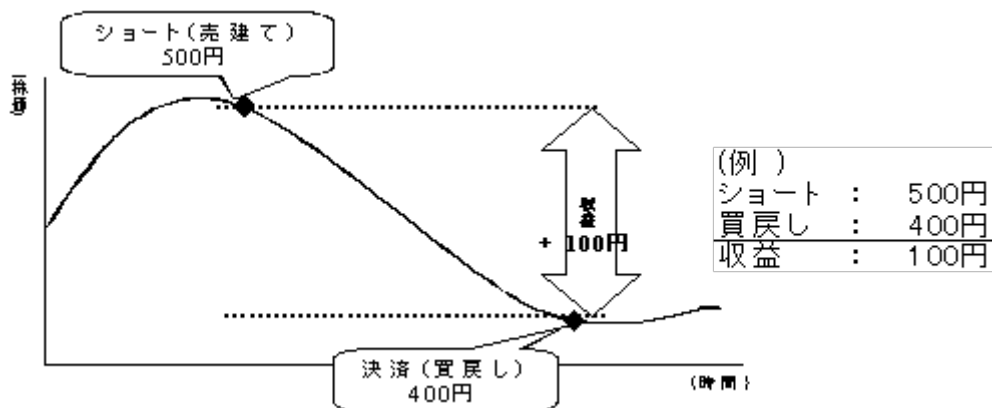 ショート(売建て)
500円
(株価)
収益
+ 100円
(例)
ショート : 500円
買戻し : 400円
収益 : 100円
決済(買戻し)
400円
(時間)